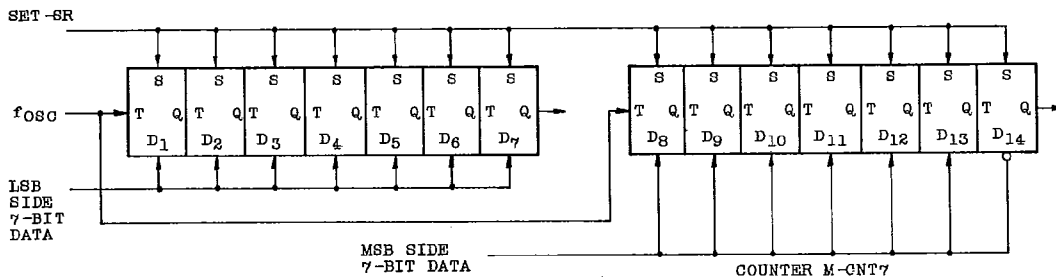 SET-SR
S S S S S S S S S S S S S S
fOSC
T Q T Q T Q T Q T Q T Q T Q T Q T Q T Q T Q T Q T Q T Q
D1 D2 D3 D4 D5 D6 D7 D8 D9 D10 D11 D12 D13 D14
LSB
SIDE
7-BIT
DATA
MSB SIDE
7-BIT DATA
COUNTER M-CNT7